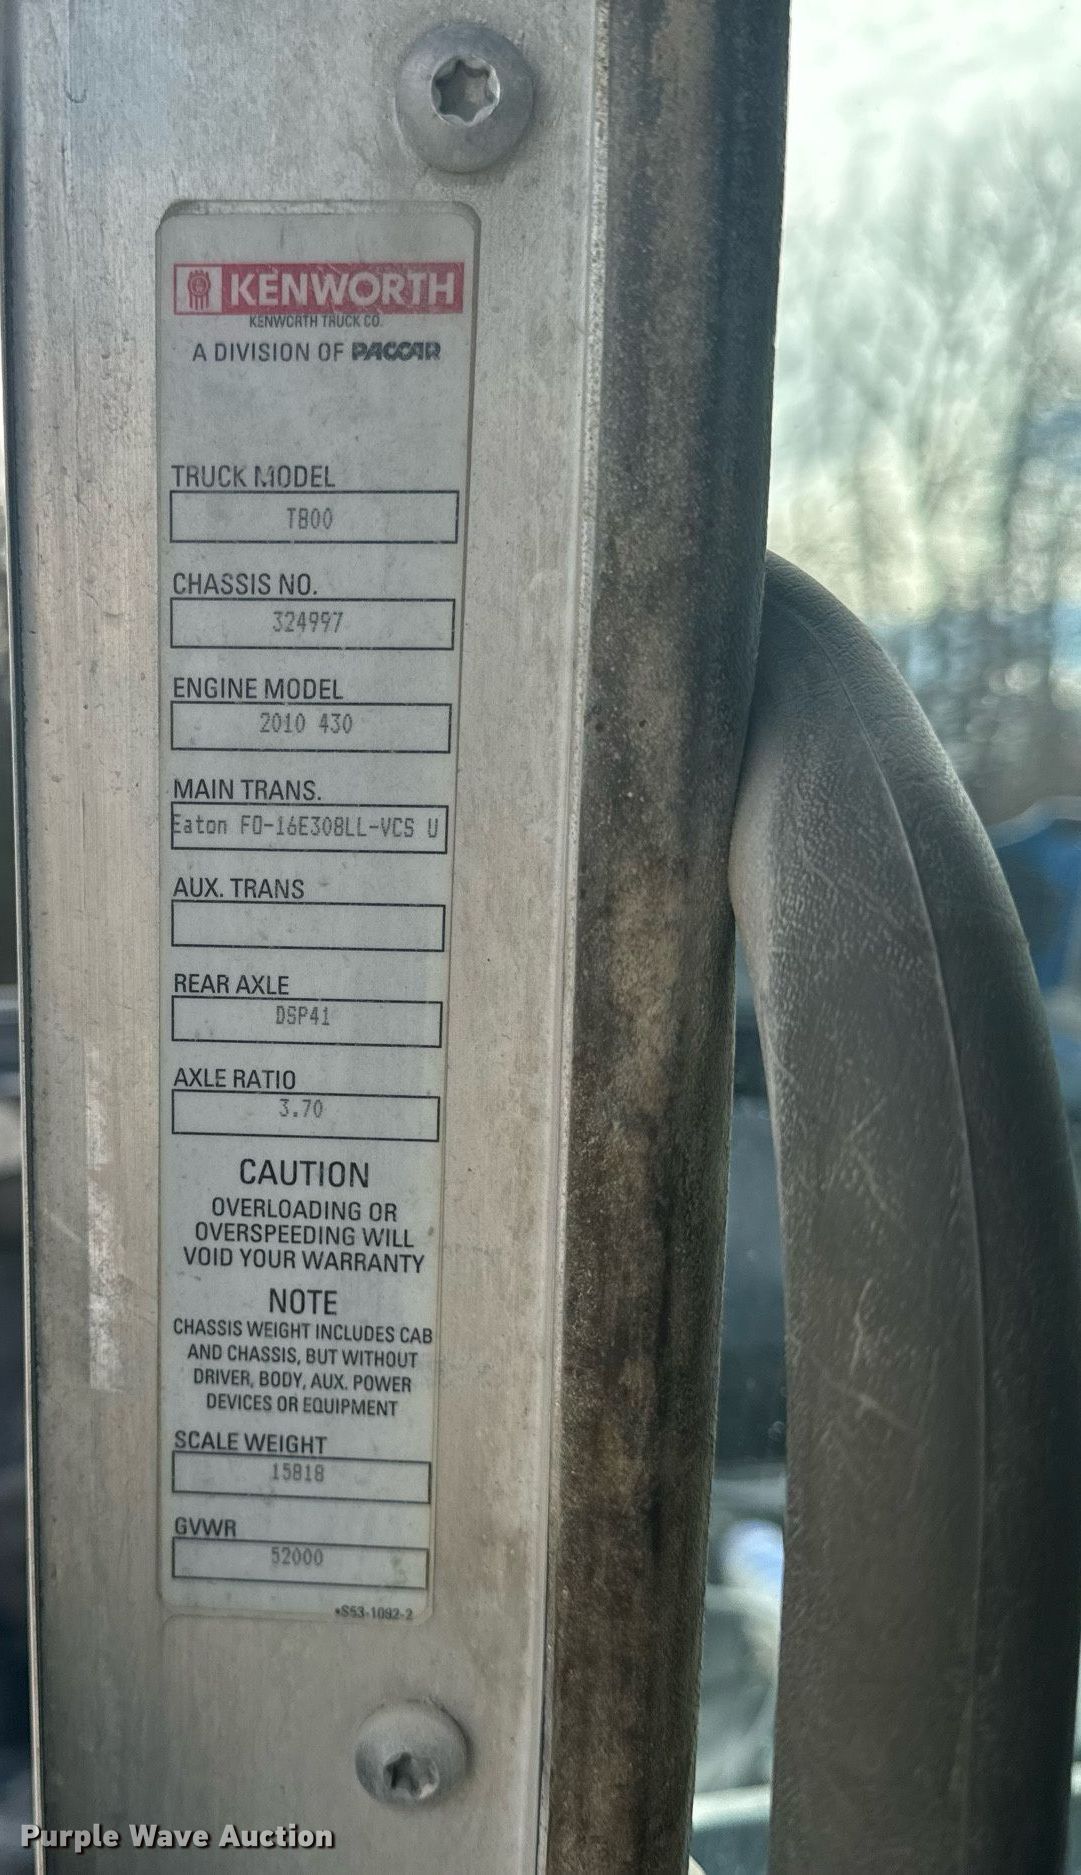 KENWORTH
KENWORTH TRUCK CO.
A DIVISION OF PACCAR
TRUCK MODEL
T800
CHASSIS NO.
324997
ENGINE MODEL
2010 430
MAIN TRANS.
Eaton FO-16E308LL-VCS U
AUX. TRANS
REAR AXLE
DSP41
AXLE RATIO
3.70
CAUTION
OVERLOADING OR
OVERSPEEDING WILL
VOID YOUR WARRANTY
NOTE
CHASSIS WEIGHT INCLUDES CAB
AND CHASSIS, BUT WITHOUT
DRIVER, BODY, AUX. POWER
DEVICES OR EQUIPMENT
SCALE WEIGHT
15818
GVWR
52000
•S53-1092-2
Purple Wave Auction